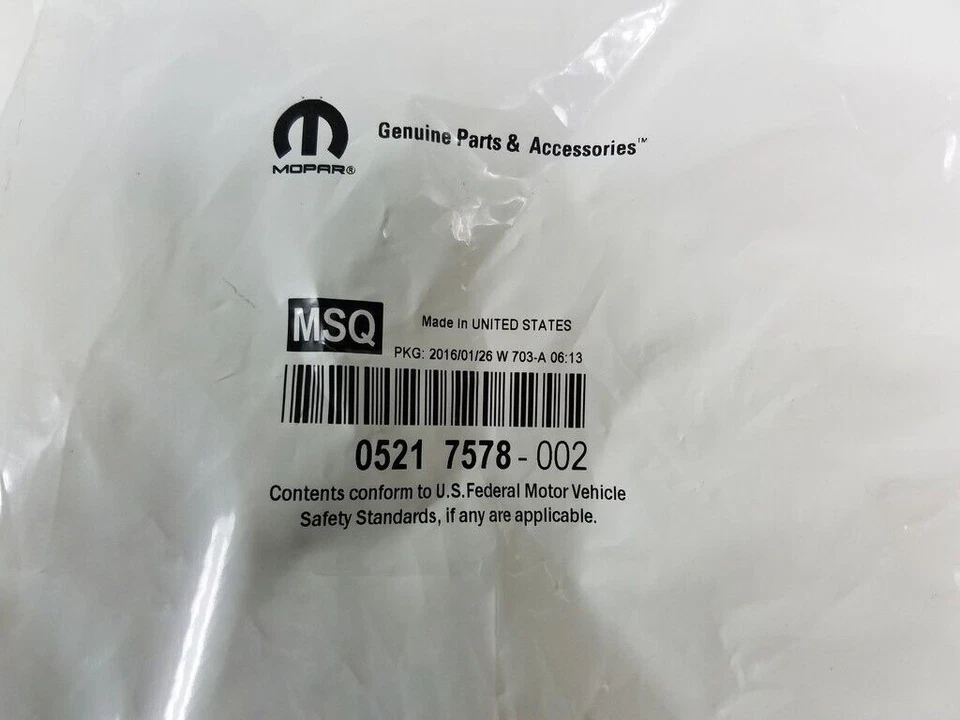 MOPAR®
Genuine Parts & Accessories™
MSQ
Made In UNITED STATES
PKG: 2016/01/26 W 703-A 06:13
0521 7578-002
Contents conform to U.S.Federal Motor Vehicle
Safety Standards, if any are applicable.